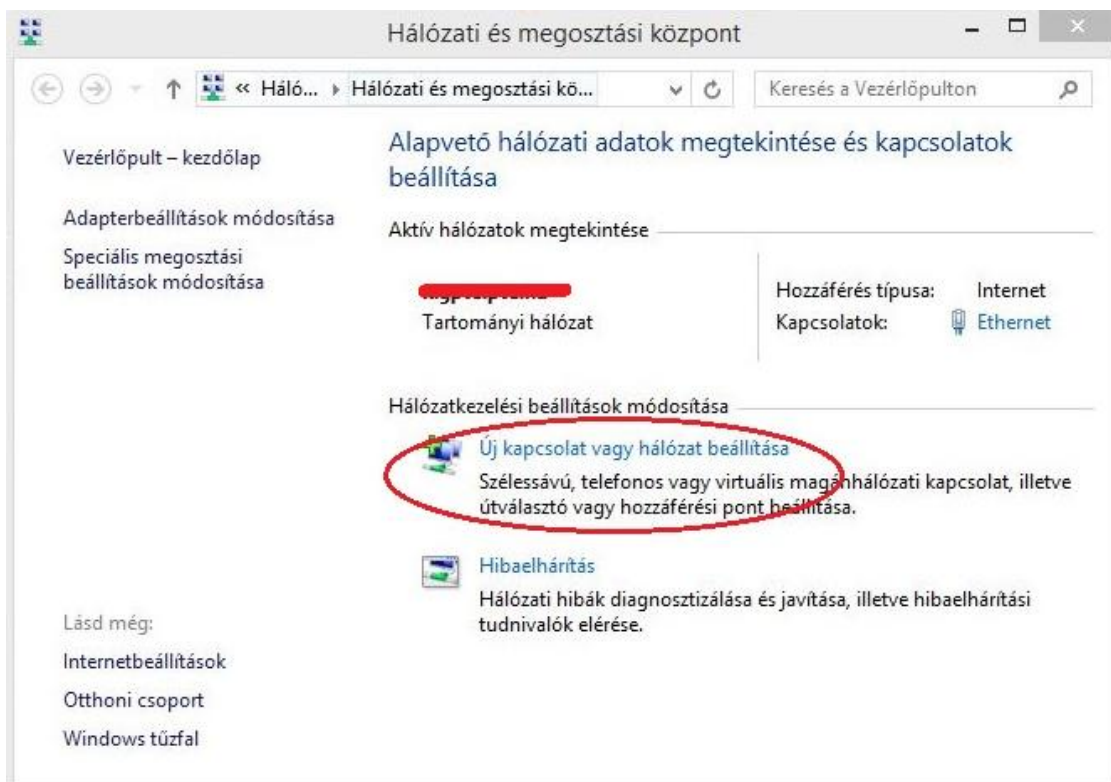 Hálózati és megosztási központ
« Háló... Hálózati és megosztási kö...
Keresés a Vezérlőpulton
Vezérlőpult – kezdőlap
Adapterbeállítások módosítása
Speciális megosztási
beállítások módosítása
Lásd még:
Internetbeállítások
Otthoni csoport
Windows tűzfal
Alapvető hálózati adatok megtekintése és kapcsolatok
beállítása
Aktív hálózatok megtekintése
Tartományi hálózat
Hozzáférés típusa: Internet
Kapcsolatok: Ethernet
Hálózatkezelési beállítások módosítása
Új kapcsolat vagy hálózat beállítása
Szélessávú, telefonos vagy virtuális magánhálózati kapcsolat, illetve
útválasztó vagy hozzáférési pont beállítása.
Hibaelhárítás
Hálózati hibák diagnosztizálása és javítása, illetve hibaelhárítási
tudnivalók elérése.